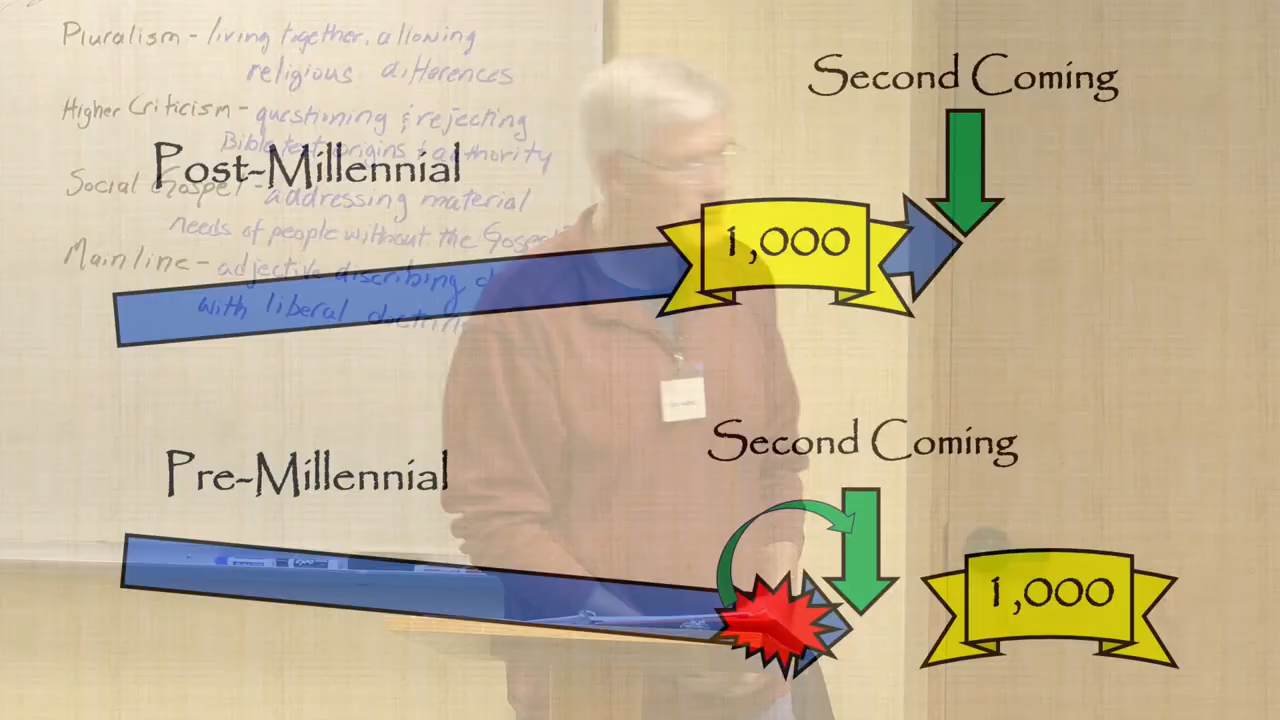 Pluralism - living together, allowing
religious differences
Higher Criticism - questioning & rejecting
Bible text origins & authority
Social Gospel - addressing material
needs of people without the Gospel
Mainline - adjective discribing
with liberal
Post-Millennial
Second Coming
1,000
Pre-Millennial
Second Coming
1,000